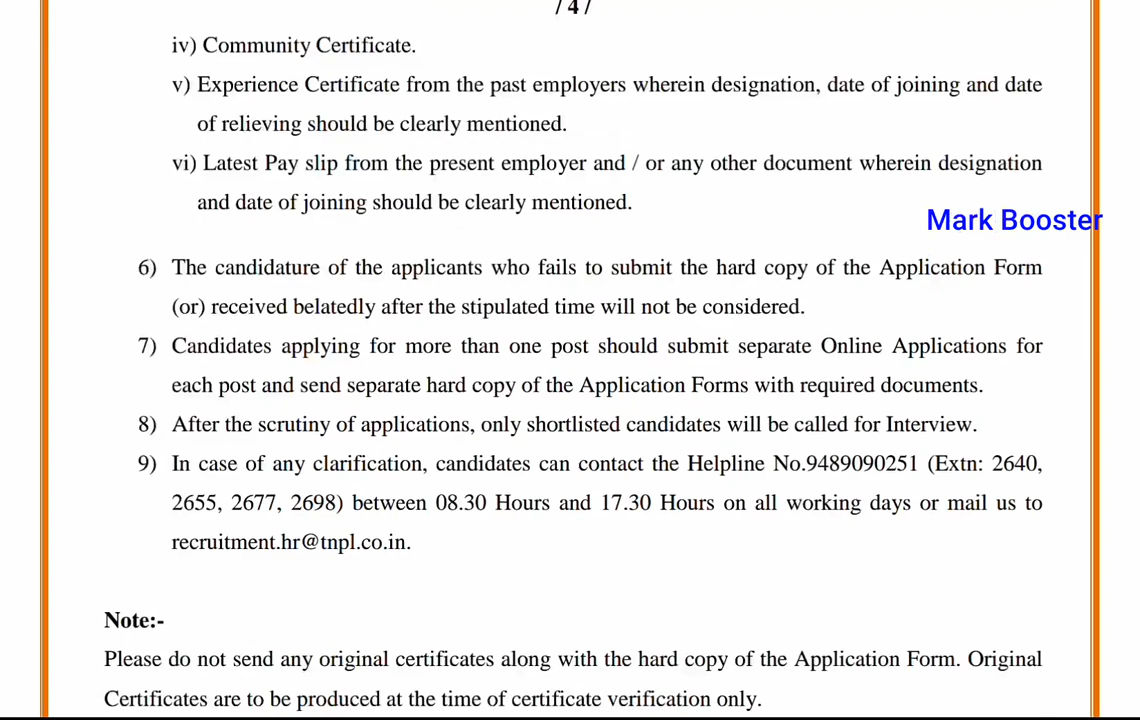 / 4 /
iv) Community Certificate.
v) Experience Certificate from the past employers wherein designation, date of joining and date
of relieving should be clearly mentioned.
vi) Latest Pay slip from the present employer and / or any other document wherein designation
and date of joining should be clearly mentioned.
Mark Booster
6) The candidature of the applicants who fails to submit the hard copy of the Application Form
(or) received belatedly after the stipulated time will not be considered.
7) Candidates applying for more than one post should submit separate Online Applications for
each post and send separate hard copy of the Application Forms with required documents.
8) After the scrutiny of applications, only shortlisted candidates will be called for Interview.
9) In case of any clarification, candidates can contact the Helpline No.9489090251 (Extn: 2640,
2655, 2677, 2698) between 08.30 Hours and 17.30 Hours on all working days or mail us to
recruitment.hr@tnpl.co.in.
Note:-
Please do not send any original certificates along with the hard copy of the Application Form. Original
Certificates are to be produced at the time of certificate verification only.